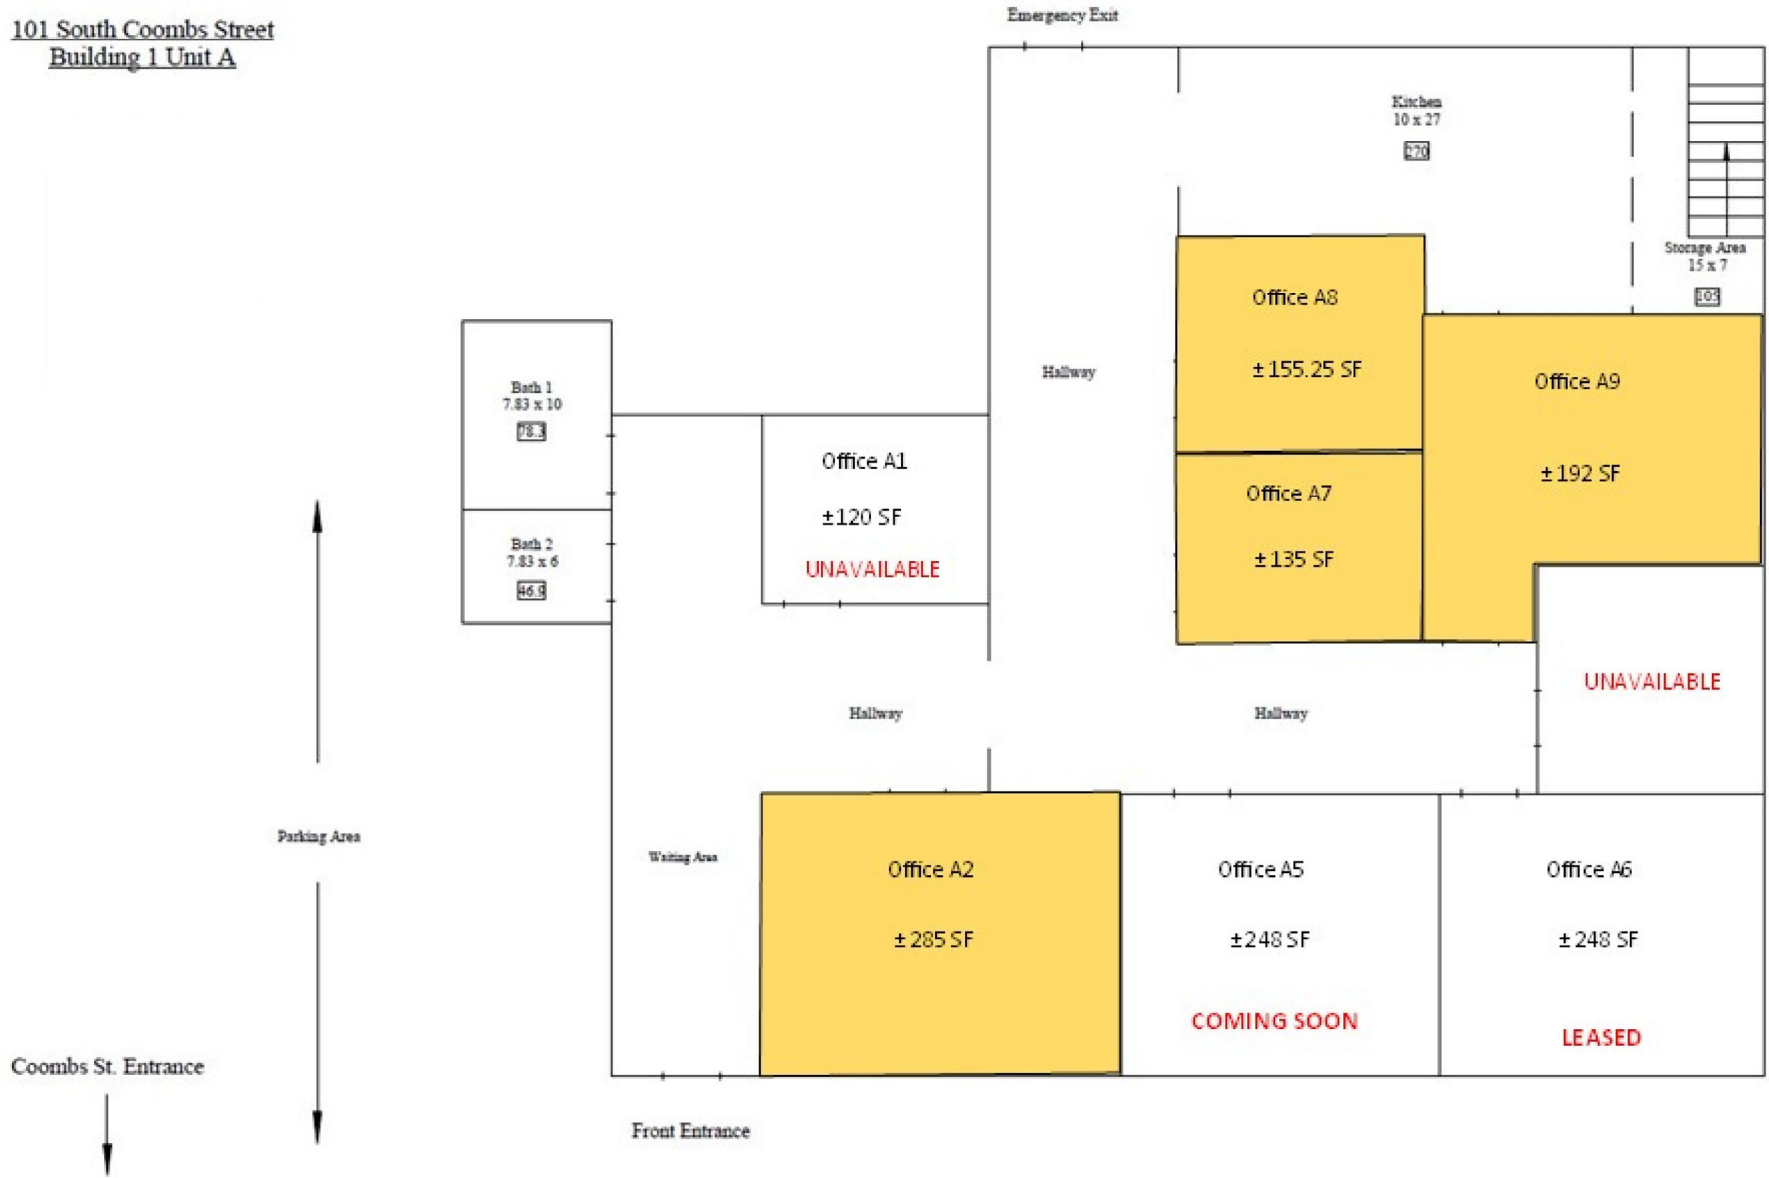 101 South Coombs Street
Building 1 Unit A
Emergency Exit
Kitchen
10 x 27
270
Storage Area
15 x 7
105
Office A8
±155.25 SF
Hallway
Office A9
±192 SF
Bath 1
7.83 x 10
78.3
Office A1
±120 SF
UNAVAILABLE
Office A7
±135 SF
Bath 2
7.83 x 6
46.9
UNAVAILABLE
Hallway
Hallway
Parking Area
Waiting Area
Office A2
±285 SF
Office A5
±248 SF
COMING SOON
Office A6
±248 SF
LEASED
Coombs St. Entrance
Front Entrance